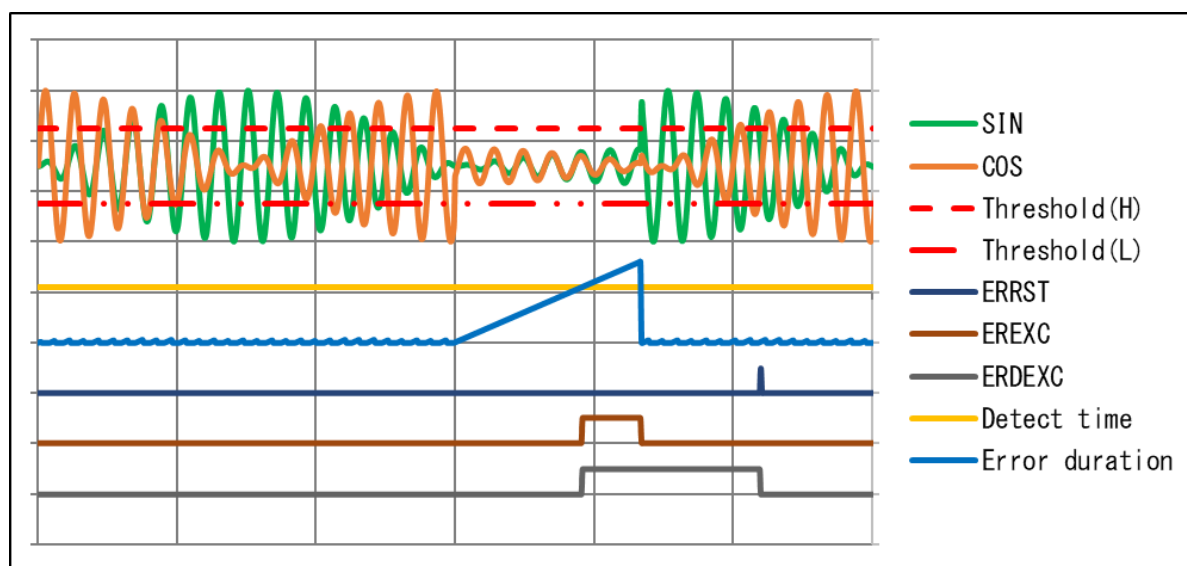 SIN
COS
Threshold(H)
Threshold(L)
ERRST
EREXC
ERDEXC
Detect time
Error duration